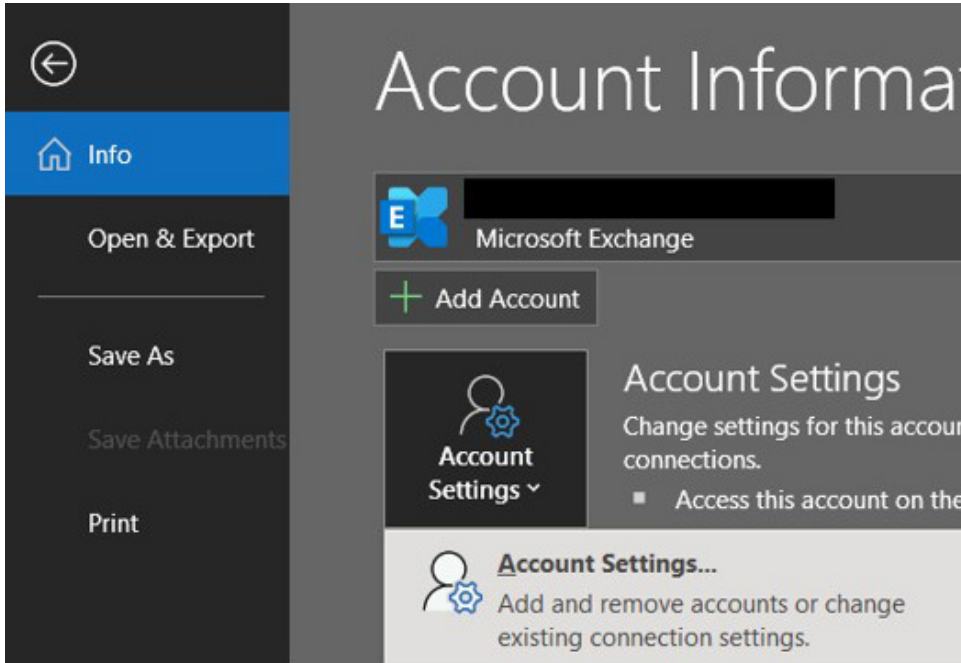 Account Informa
Info
Open & Export
Save As
Save Attachments
Print
E
Microsoft Exchange
Add Account
Account
Settings
Account Settings
Change settings for this accour
connections.
Access this account on the
Account Settings...
Add and remove accounts or change
existing connection settings.